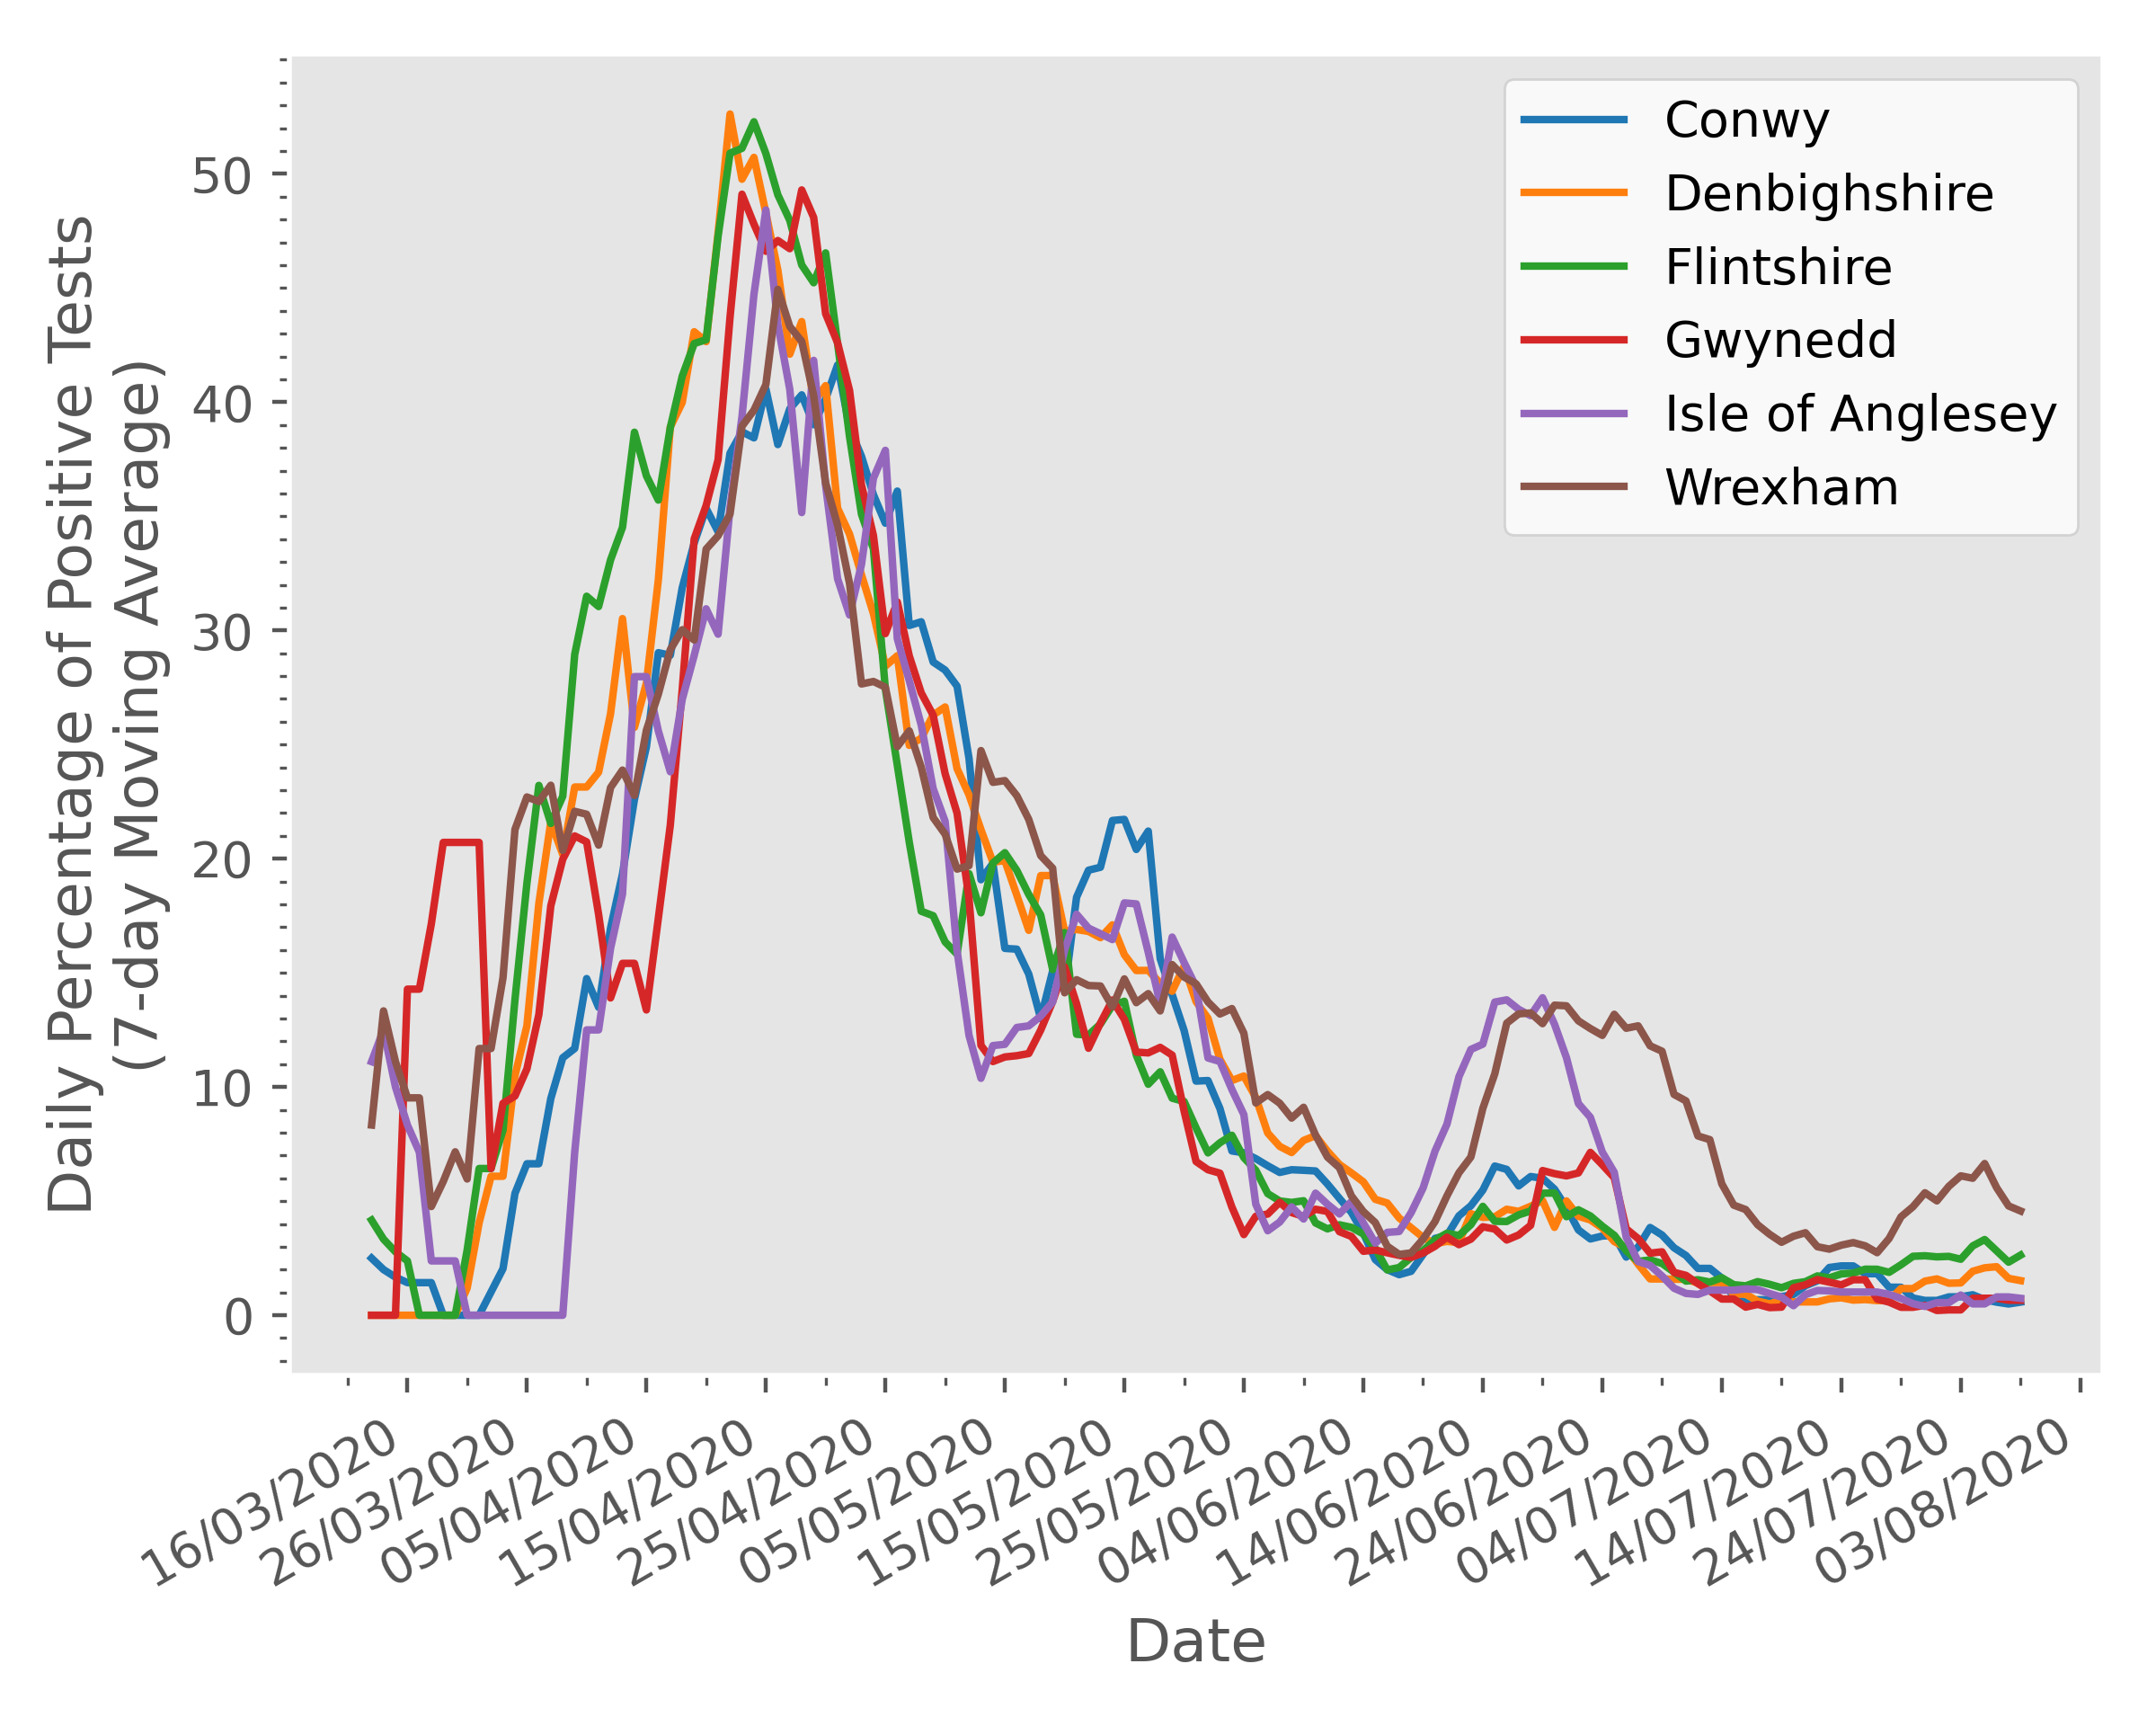 Daily Percentage of Positive Tests
(7-day Moving Average)
50
40
30
20
10
0
Conwy
Denbighshire
Flintshire
Gwynedd
Isle of Anglesey
Wrexham
16/03/2020
26/03/2020
05/04/2020
15/04/2020
25/04/2020
05/05/2020
15/05/2020
25/05/2020
04/06/2020
14/06/2020
24/06/2020
04/07/2020
14/07/2020
24/07/2020
03/08/2020
Date